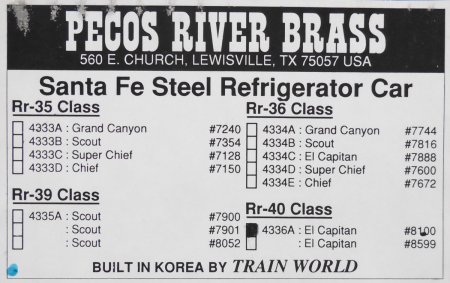 PECOS RIVER BRASS
560 E. CHURCH, LEWISVILLE, TX 75057 USA
Santa Fe Steel Refrigerator Car
Rr-35 Class
4333A : Grand Canyon #7240
4333B : Scout #7354
4333C : Super Chief #7128
4333D : Chief #7150
Rr-36 Class
4334A : Grand Canyon #7744
4334B : Scout #7816
4334C : El Capitan #7888
4334D : Super Chief #7600
4334E : Chief #7672
Rr-39 Class
4335A : Scout #7900
: Scout #7901
: Scout #8052
Rr-40 Class
4336A : El Capitan #8100
: El Capitan #8599
BUILT IN KOREA BY TRAIN WORLD